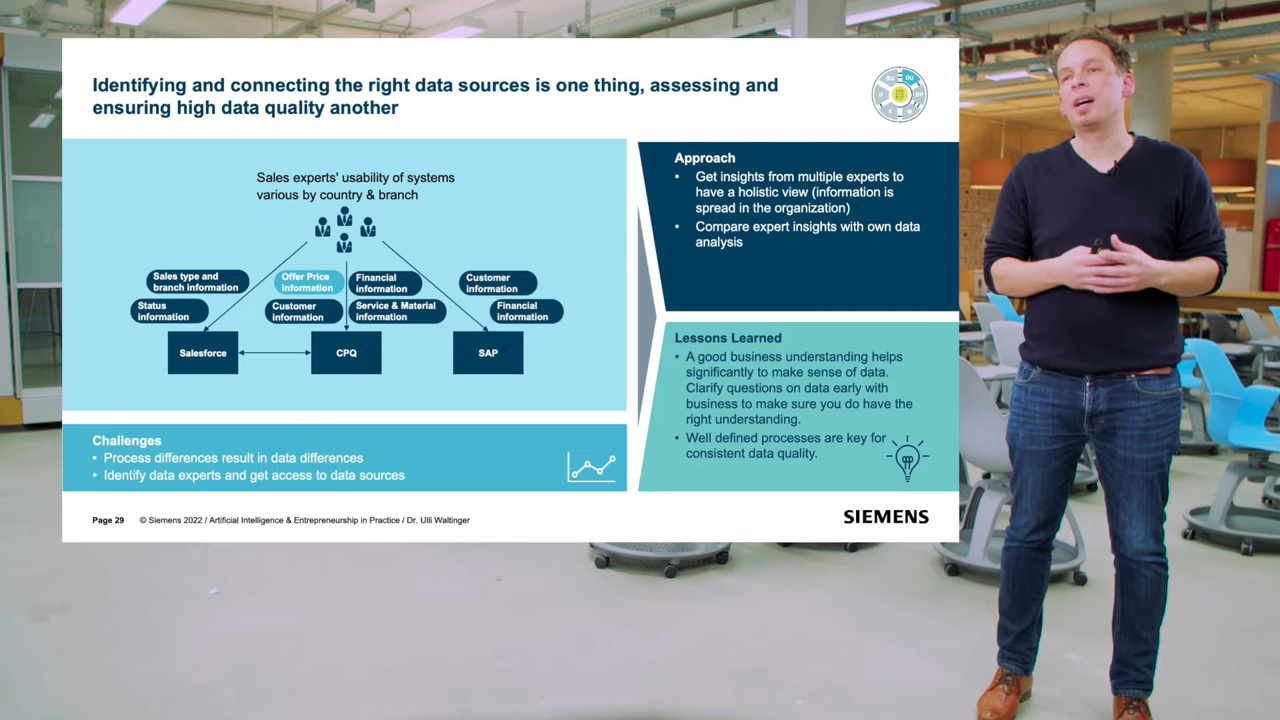 Identifying and connecting the right data sources is one thing, assessing and
ensuring high data quality another
BU
DU
DP
D
M
Sales experts' usability of systems
various by country & branch
Sales type and
branch information
Offer Price
information
Financial
information
Customer
information
Status
information
Customer
information
Service & Material
information
Financial
information
Salesforce
CPQ
SAP
Challenges
• Process differences result in data differences
• Identify data experts and get access to data sources
Approach
• Get insights from multiple experts to
have a holistic view (information is
spread in the organization)
• Compare expert insights with own data
analysis
Lessons Learned
• A good business understanding helps
significantly to make sense of data.
Clarify questions on data early with
business to make sure you do have the
right understanding.
• Well defined processes are key for
consistent data quality.
Page 29 © Siemens 2022 / Artificial Intelligence & Entrepreneurship in Practice / Dr. Ulli Waltinger
SIEMENS